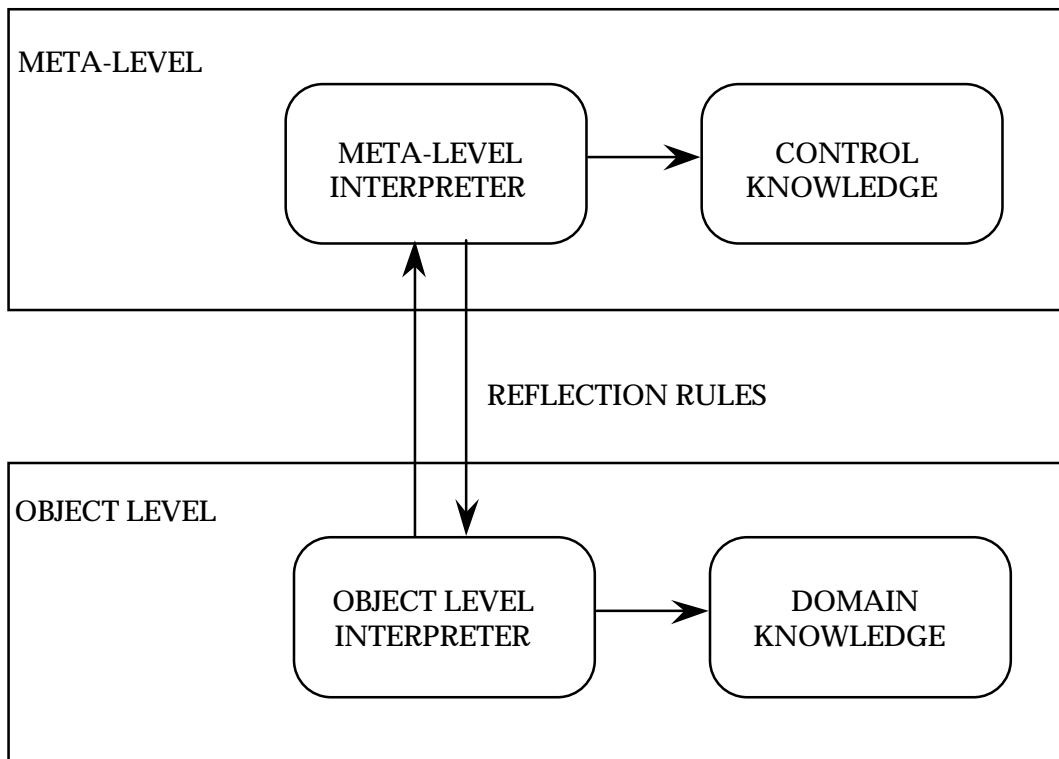 META-LEVEL
META-LEVEL
INTERPRETER
CONTROL
KNOWLEDGE
REFLECTION RULES
OBJECT LEVEL
OBJECT LEVEL
INTERPRETER
DOMAIN
KNOWLEDGE